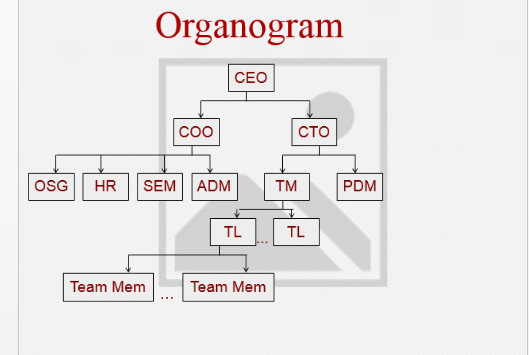 Organogram
CEO
COO CTO
OSG HR SEM ADM TM PDM
TL ... TL
Team Mem ... Team Mem